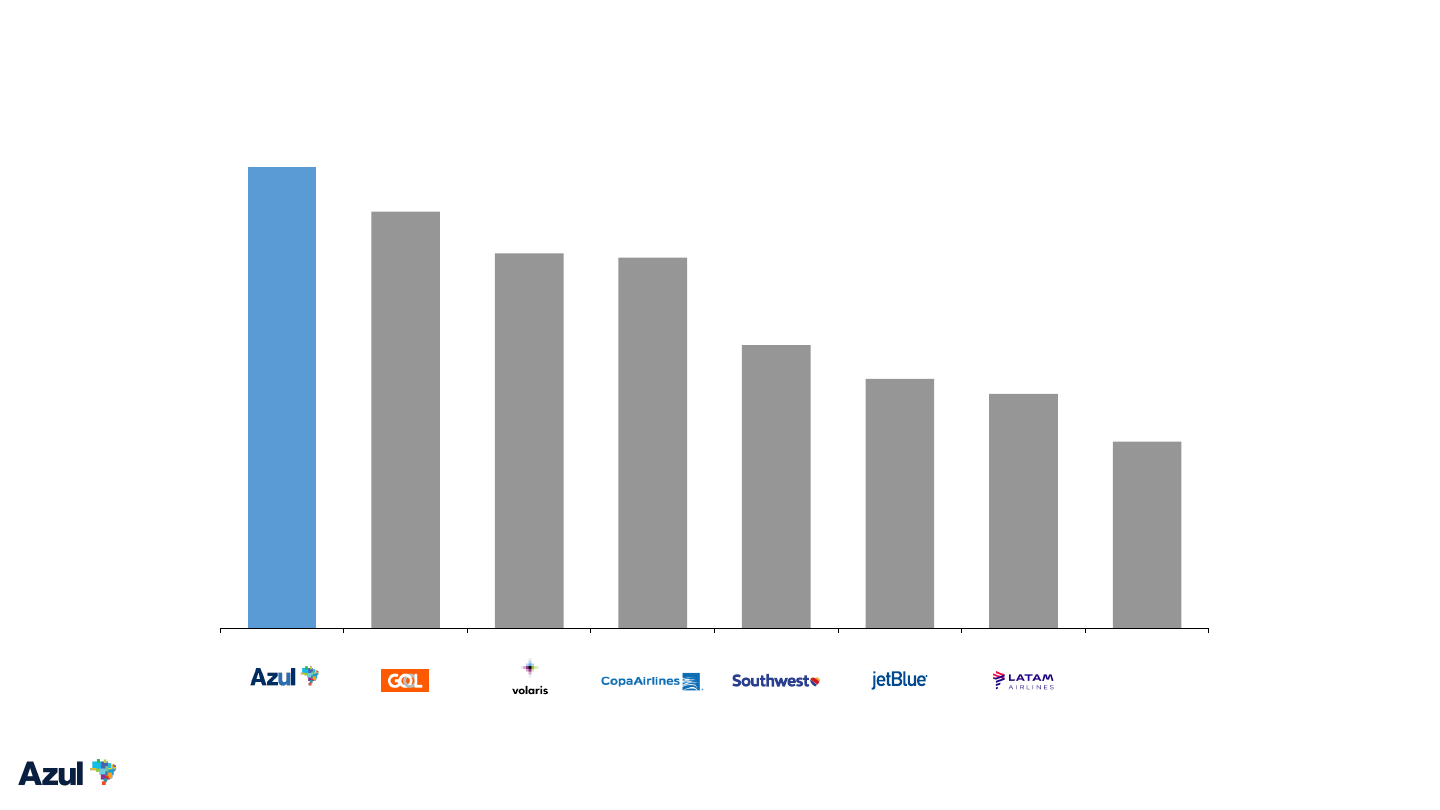 Azul
GOL
volaris
CopaAirlines
Southwest
jetBlue
LATAM
AIRLINES
Azul